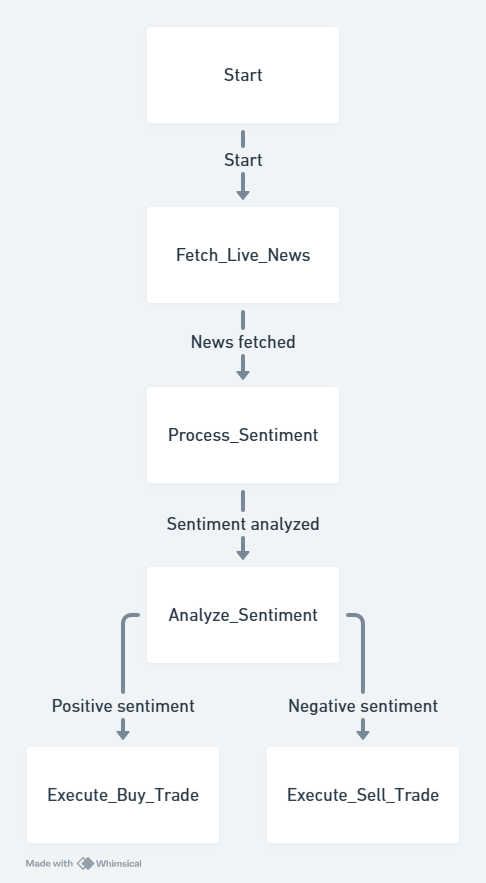 Start
Start
Fetch_Live_News
News fetched
Process_Sentiment
Sentiment analyzed
Analyze_Sentiment
Positive sentiment
Negative sentiment
Execute_Buy_Trade
Execute_Sell_Trade
Made with Whimsical